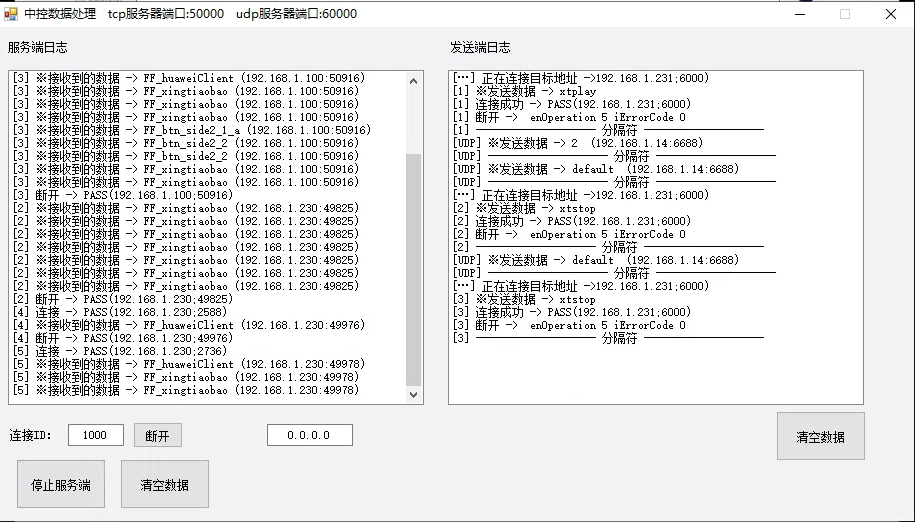 中控数据处理 tcp服务器端口:50000 udp服务器端口:60000
服务端日志
[3] ※接收到的数据 -> FF_huaweiClient (192.168.1.100:50916)
[3] ※接收到的数据 -> FF_xingtiaobao (192.168.1.100:50916)
[3] ※接收到的数据 -> FF_xingtiaobao (192.168.1.100:50916)
[3] ※接收到的数据 -> FF_xingtiaobao (192.168.1.100:50916)
[3] ※接收到的数据 -> FF_btn_side2_1_a (192.168.1.100:50916)
[3] ※接收到的数据 -> FF_btn_side2_2 (192.168.1.100:50916)
[3] ※接收到的数据 -> FF_btn_side2_2 (192.168.1.100:50916)
[3] ※接收到的数据 -> FF_xingtiaobao (192.168.1.100:50916)
[3] ※接收到的数据 -> FF_xingtiaobao (192.168.1.100:50916)
[3] 断开 -> PASS(192.168.1.100;50916)
[2] ※接收到的数据 -> FF_xingtiaobao (192.168.1.230:49825)
[2] ※接收到的数据 -> FF_xingtiaobao (192.168.1.230:49825)
[2] ※接收到的数据 -> FF_xingtiaobao (192.168.1.230:49825)
[2] ※接收到的数据 -> FF_xingtiaobao (192.168.1.230:49825)
[2] ※接收到的数据 -> FF_xingtiaobao (192.168.1.230:49825)
[2] ※接收到的数据 -> FF_xingtiaobao (192.168.1.230:49825)
[2] ※接收到的数据 -> FF_xingtiaobao (192.168.1.230:49825)
[2] 断开 -> PASS(192.168.1.230;49825)
[4] 连接 -> PASS(192.168.1.230;2588)
[4] ※接收到的数据 -> FF_huaweiClient (192.168.1.230:49976)
[4] 断开 -> PASS(192.168.1.230;49976)
[5] 连接 -> PASS(192.168.1.230;2736)
[5] ※接收到的数据 -> FF_huaweiClient (192.168.1.230:49978)
[5] ※接收到的数据 -> FF_xingtiaobao (192.168.1.230:49978)
[5] ※接收到的数据 -> FF_xingtiaobao (192.168.1.230:49978)
连接ID: 1000 断开 0.0.0.0
停止服务端 清空数据
发送端日志
[…] 正在连接目标地址 ->192.168.1.231;6000)
[1] ※发送数据 -> xtplay
[1] 连接成功 -> PASS(192.168.1.231;6000)
[1] 断开 -> enOperation 5 iErrorCode 0
[1] ———————— 分隔符 ————————
[UDP] ※发送数据 -> 2 (192.168.1.14:6688)
[UDP] ———————— 分隔符 ————————
[UDP] ※发送数据 -> default (192.168.1.14:6688)
[UDP] ———————— 分隔符 ————————
[…] 正在连接目标地址 ->192.168.1.231;6000)
[2] ※发送数据 -> xtstop
[2] 连接成功 -> PASS(192.168.1.231;6000)
[2] 断开 -> enOperation 5 iErrorCode 0
[2] ———————— 分隔符 ————————
[UDP] ※发送数据 -> default (192.168.1.14:6688)
[UDP] ———————— 分隔符 ————————
[…] 正在连接目标地址 ->192.168.1.231;6000)
[3] ※发送数据 -> xtstop
[3] 连接成功 -> PASS(192.168.1.231;6000)
[3] 断开 -> enOperation 5 iErrorCode 0
[3] ———————— 分隔符 ————————
清空数据